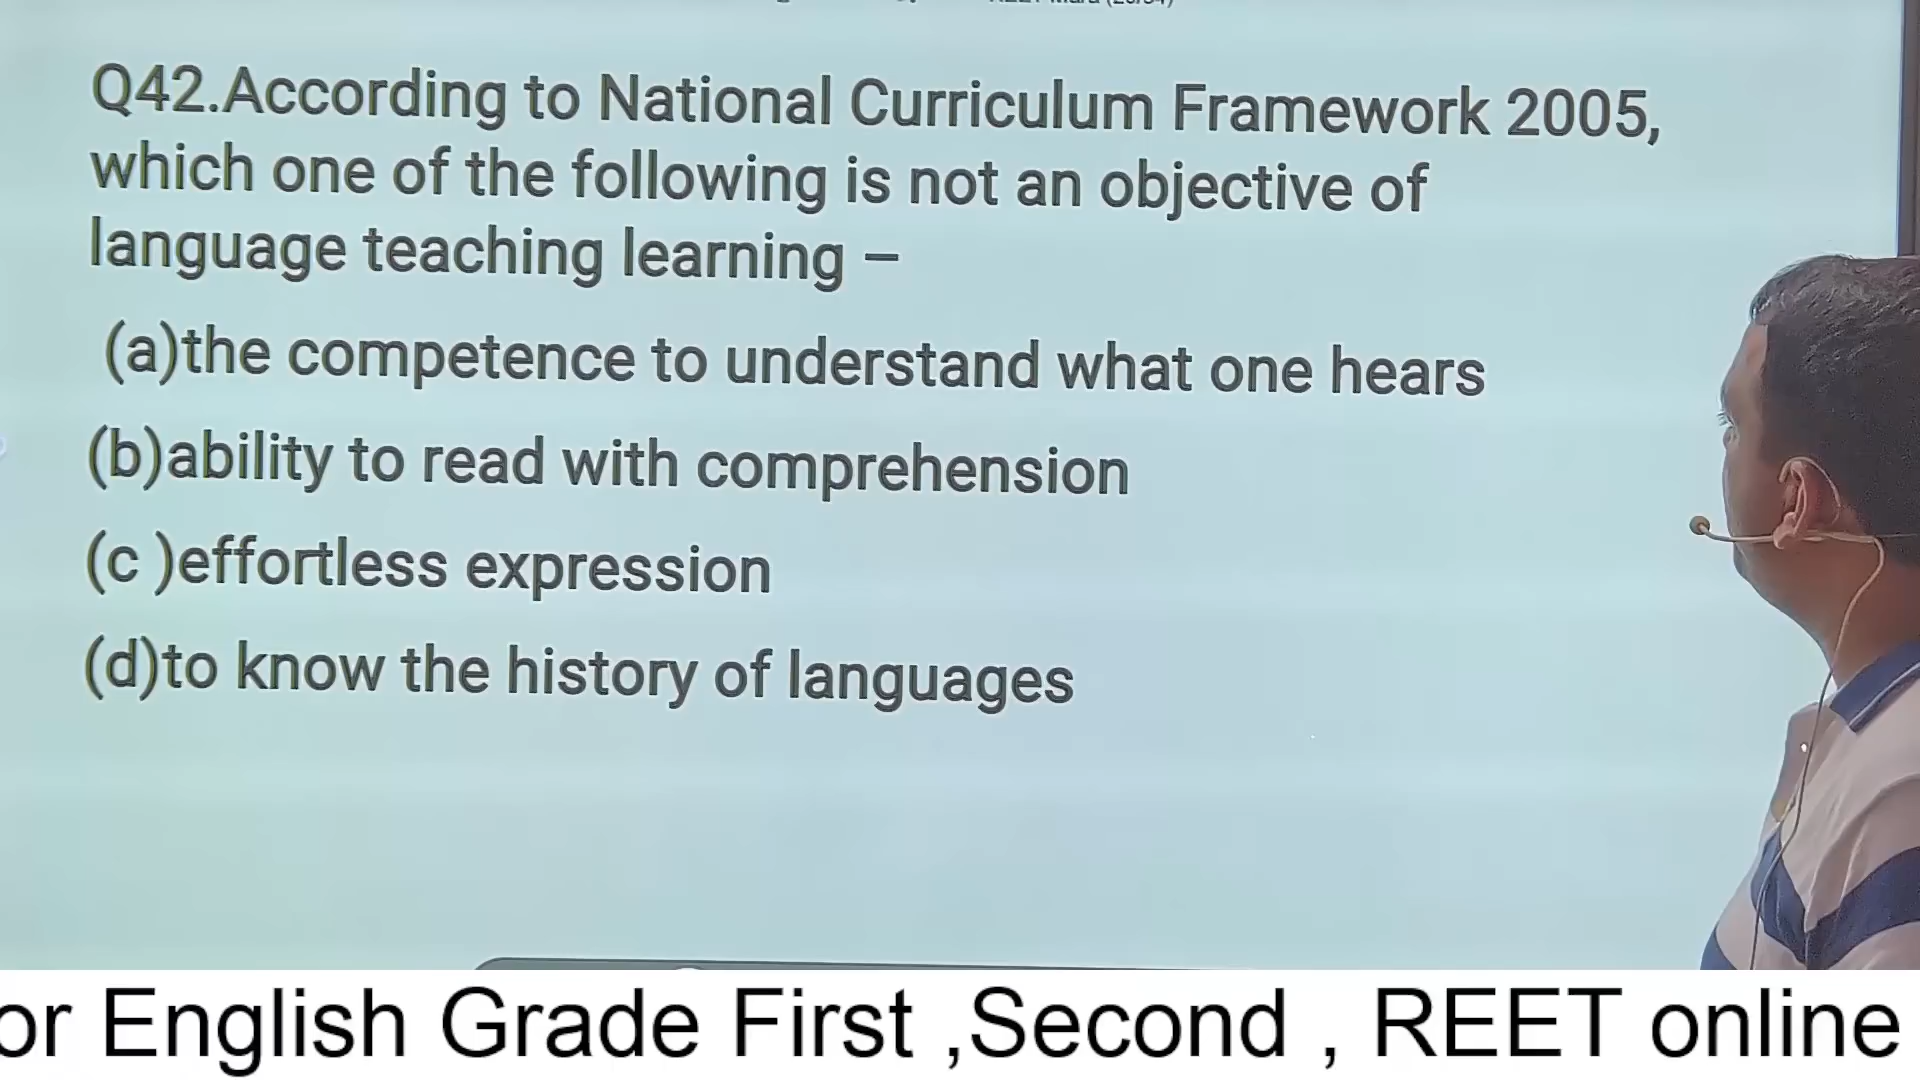 Q42.According to National Curriculum Framework 2005,
which one of the following is not an objective of
language teaching learning –
(a)the competence to understand what one hears
(b)ability to read with comprehension
(c )effortless expression
(d)to know the history of languages
English Grade First ,Second , REET online